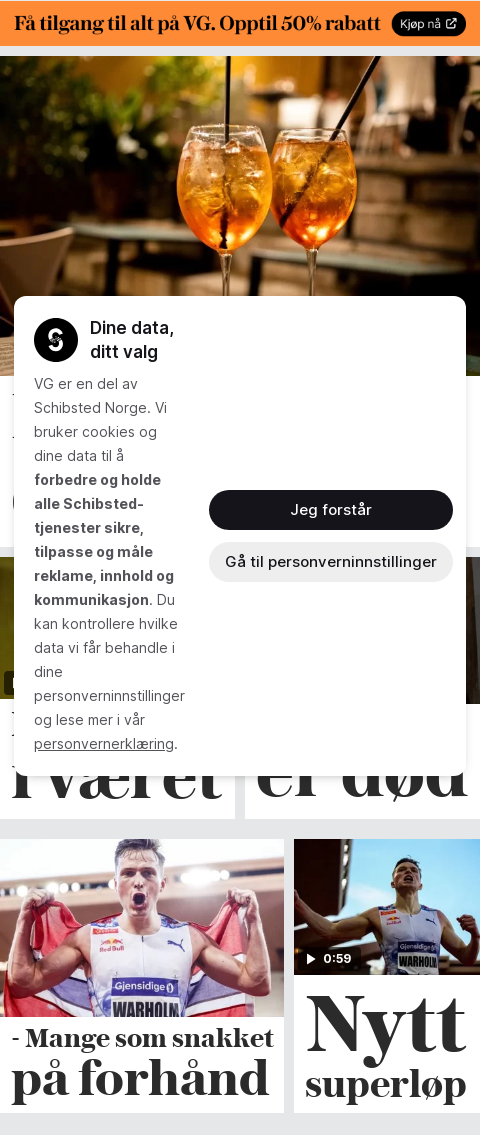 Få tilgang til alt på VG. Opptil 50% rabatt
Kjøp nå
Dine data,
ditt valg
VG er en del av
Schibsted Norge. Vi
bruker cookies og
dine data til å
forbedre og holde
alle Schibsted-
tjenester sikre,
tilpasse og måle
reklame, innhold og
kommunikasjon. Du
kan kontrollere hvilke
data vi får behandle i
dine
personverninnstillinger
og lese mer i vår
personvernerklæring.
Jeg forstår
Gå til personverninnstillinger
i været
er død
Red Bull
Gjensidige
WARHOLM
- Mange som snakket
på forhånd
Gjensidige
WARHOLM
0:59
Nytt
superløp